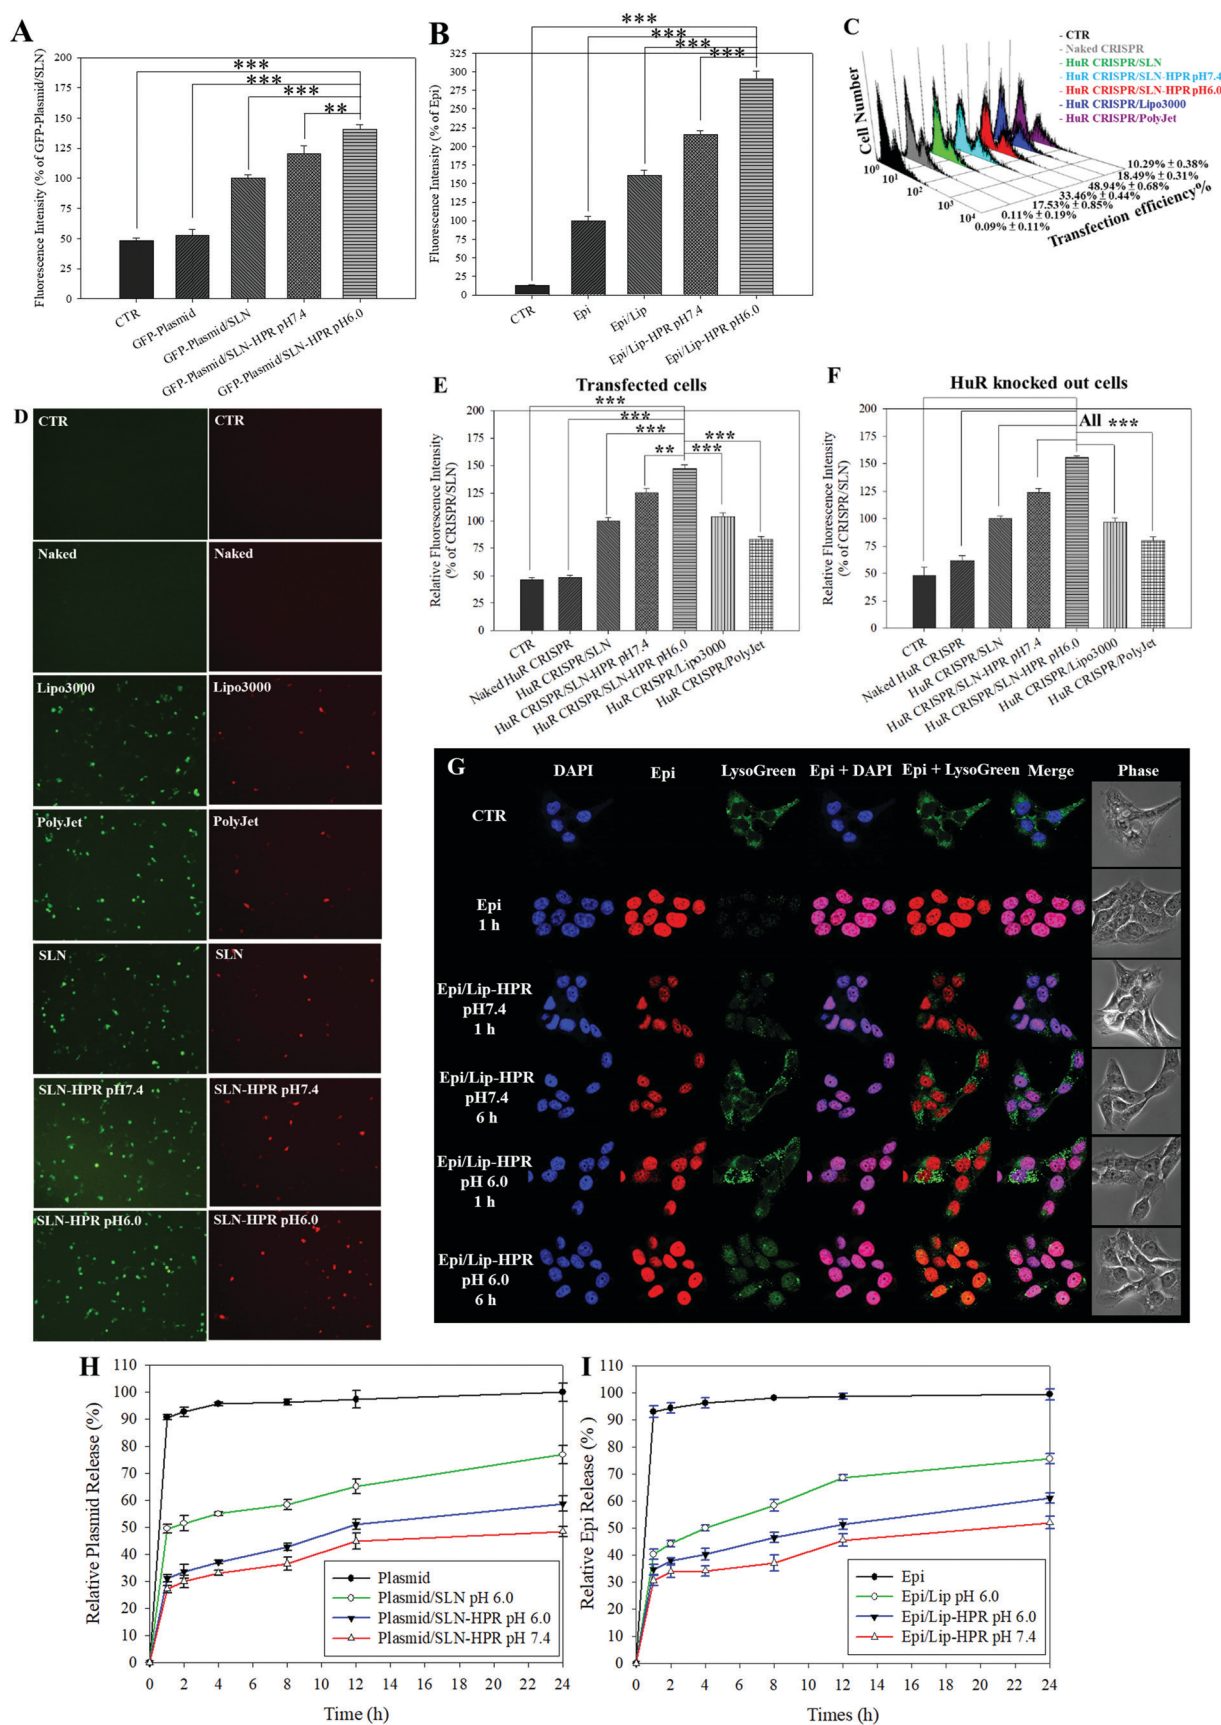 A
Fluorescence Intensity (% of GFP-Plasmid/SLN)
200
175
150
125
100
75
50
25
0
***
***
***
**
CTR
GFP-Plasmid
GFP-Plasmid/SLN
GFP-Plasmid/SLN-HPR pH7.4
GFP-Plasmid/SLN-HPR pH6.0
B
Fluorescence Intensity (% of Epi)
325
300
275
250
225
200
175
150
125
100
75
50
25
0
***
***
***
***
CTR
Epi
Epi/Lip
Epi/Lip-HPR pH7.4
Epi/Lip-HPR pH6.0
C
- CTR
- Naked CRISPR
- HuR CRISPR/SLN
- HuR CRISPR/SLN-HPR pH7.4
- HuR CRISPR/SLN-HPR pH6.0
- HuR CRISPR/Lipo3000
- HuR CRISPR/PolyJet
Cell Number
10⁰
10¹
10²
10³
10⁴
10.29% ± 0.38%
18.49% ± 0.31%
48.94% ± 0.68%
33.46% ± 0.44%
17.53% ± 0.85%
0.11% ± 0.19%
0.09% ± 0.11%
Transfection efficiency%
D
CTR
CTR
Naked
Naked
Lipo3000
Lipo3000
PolyJet
PolyJet
SLN
SLN
SLN-HPR pH7.4
SLN-HPR pH7.4
SLN-HPR pH6.0
SLN-HPR pH6.0
E
Transfected cells
Relative Fluorescence Intensity
(% of CRISPR/SLN)
200
175
150
125
100
75
50
25
0
***
***
***
***
**
***
CTR
Naked HuR CRISPR
HuR CRISPR/SLN
HuR CRISPR/SLN-HPR pH7.4
HuR CRISPR/SLN-HPR pH6.0
HuR CRISPR/Lipo3000
HuR CRISPR/PolyJet
F
HuR knocked out cells
Relative Fluorescence Intensity
(% of CRISPR/SLN)
200
175
150
125
100
75
50
25
0
All ***
CTR
Naked HuR CRISPR
HuR CRISPR/SLN
HuR CRISPR/SLN-HPR pH7.4
HuR CRISPR/SLN-HPR pH6.0
HuR CRISPR/Lipo3000
HuR CRISPR/PolyJet
G
DAPI Epi LysoGreen Epi + DAPI Epi + LysoGreen Merge Phase
CTR
Epi
1 h
Epi/Lip-HPR
pH7.4
1 h
Epi/Lip-HPR
pH7.4
6 h
Epi/Lip-HPR
pH 6.0
1 h
Epi/Lip-HPR
pH 6.0
6 h
H
Relative Plasmid Release (%)
110
100
90
80
70
60
50
40
30
20
10
0
Plasmid
Plasmid/SLN pH 6.0
Plasmid/SLN-HPR pH 6.0
Plasmid/SLN-HPR pH 7.4
0 2 4 6 8 10 12 14 16 18 20 22 24
Time (h)
I
Relative Epi Release (% )
110
100
90
80
70
60
50
40
30
20
10
0
Epi
Epi/Lip pH 6.0
Epi/Lip-HPR pH 6.0
Epi/Lip-HPR pH 7.4
0 2 4 6 8 10 12 14 16 18 20 22 24
Times (h)